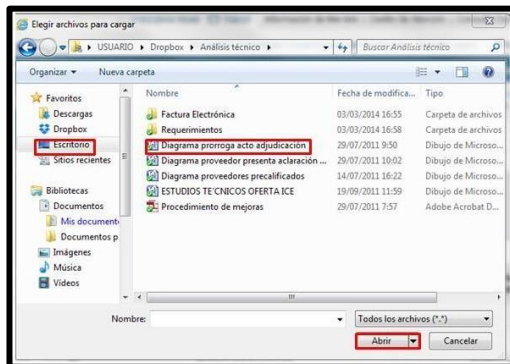 Elegir archivos para cargar
USUARIO ▸ Dropbox ▸ Análisis técnico ▸
Buscar Análisis técnico
Organizar ▾ Nueva carpeta
Nombre Fecha de modifica... Tipo
Favoritos
Descargas
Dropbox
Escritorio
Sitios recientes
Bibliotecas
Documentos
Mis document
Documentos p
Imágenes
Música
Vídeos
Factura Electrónica 03/03/2014 16:55 Carpeta de archivos
Requerimientos 03/03/2014 16:58 Carpeta de archivos
Diagrama prorroga acto adjudicación 29/07/2011 9:50 Dibujo de Microso...
Diagrama proveedor presenta aclaración ... 29/07/2011 10:02 Dibujo de Microso...
Diagrama proveedores precalificados 14/07/2011 16:22 Dibujo de Microso...
ESTUDIOS TE'CNICOS OFERTA ICE 19/09/2011 11:59 Dibujo de Microso...
Procedimiento de mejoras 29/07/2011 7:57 Adobe Acrobat D...
Nombre:
Todos los archivos (*.*)
Abrir
Cancelar